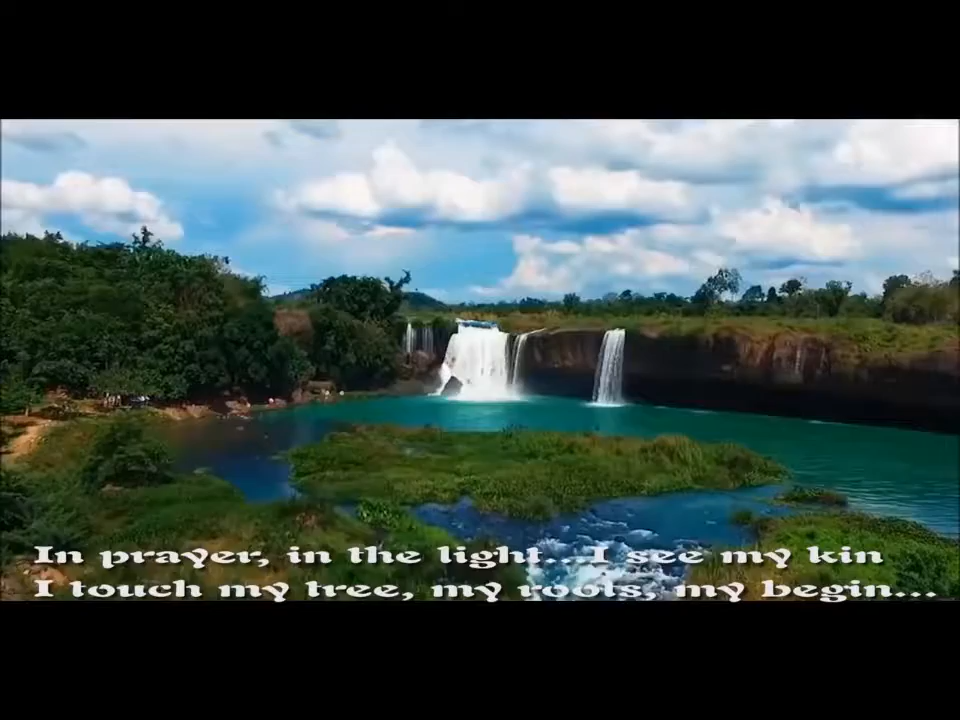 In prayer, in the light.... I see my kin
I touch my tree, my roots, my begin...